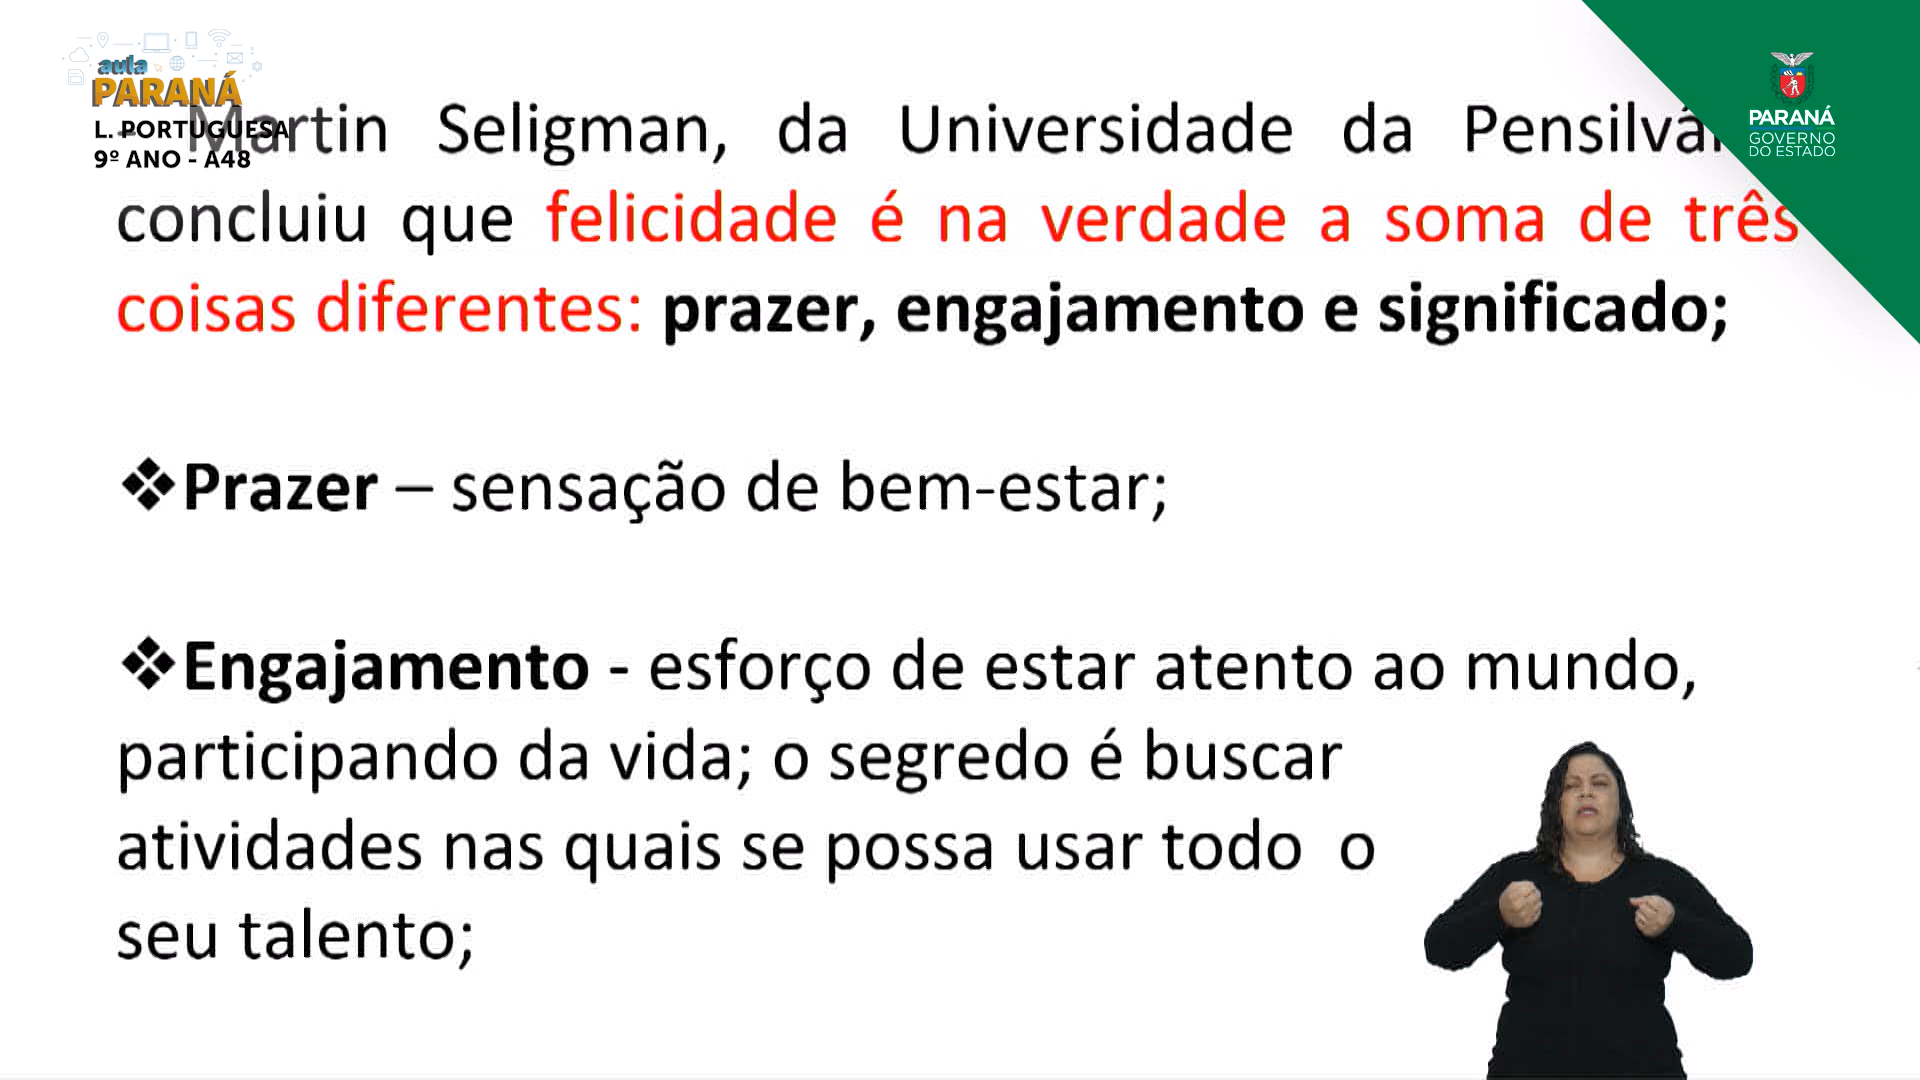 aula
PARANÁ
L. PORTUGUESA
9º ANO - A48
PARANÁ
GOVERNO
DO ESTADO
- Martin Seligman, da Universidade da
concluiu que felicidade é na verdade a soma de três
coisas diferentes: prazer, engajamento e significado;
❖Prazer – sensação de bem-estar;
❖Engajamento - esforço de estar atento ao mundo,
participando da vida; o segredo é buscar
atividades nas quais se possa usar todo o
seu talento;